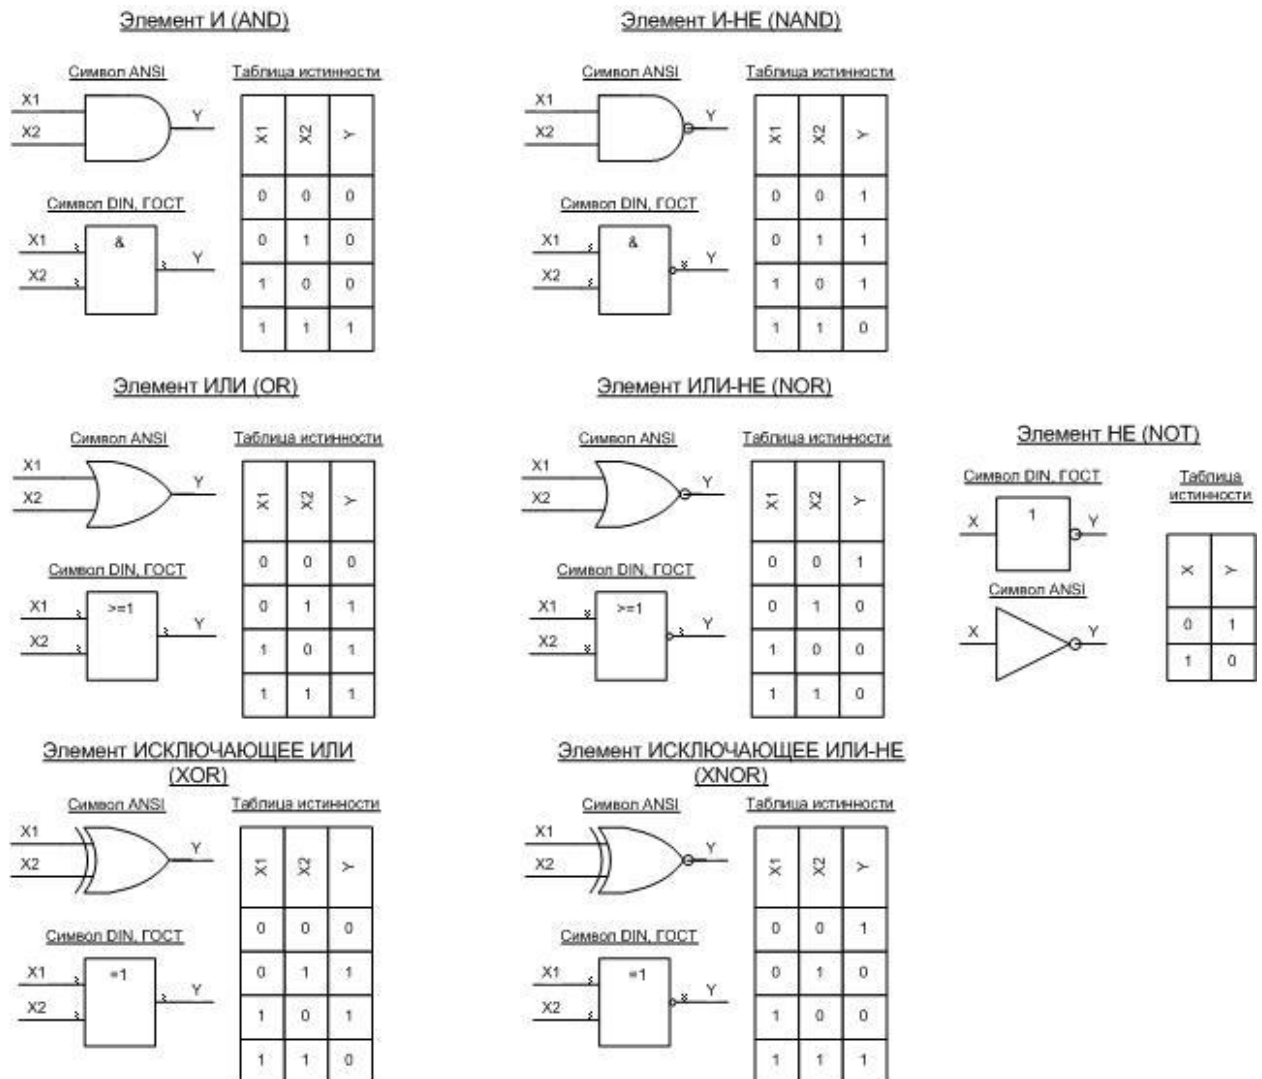 Элемент И (AND)
Символ ANSI
Таблица истинности
X1
X2
Y
X1 X2 Y
0 0 0
0 1 0
1 0 0
1 1 1
Символ DIN, ГОСТ
X1
X2
&
Y
Элемент И-НЕ (NAND)
Символ ANSI
Таблица истинности
X1
X2
Y
X1 X2 Y
0 0 1
0 1 1
1 0 1
1 1 0
Символ DIN, ГОСТ
X1
X2
&
Y
Элемент ИЛИ (OR)
Символ ANSI
Таблица истинности
X1
X2
Y
X1 X2 Y
0 0 0
0 1 1
1 0 1
1 1 1
Символ DIN, ГОСТ
X1
X2
>=1
Y
Элемент ИЛИ-НЕ (NOR)
Символ ANSI
Таблица истинности
X1
X2
Y
X1 X2 Y
0 0 1
0 1 0
1 0 0
1 1 0
Символ DIN, ГОСТ
X1
X2
>=1
Y
Элемент НЕ (NOT)
Символ DIN, ГОСТ
Таблица
истинности
X
1
Y
X Y
0 1
1 0
Символ ANSI
X
Y
Элемент ИСКЛЮЧАЮЩЕЕ ИЛИ
(XOR)
Символ ANSI
Таблица истинности
X1
X2
Y
X1 X2 Y
0 0 0
0 1 1
1 0 1
1 1 0
Символ DIN, ГОСТ
X1
X2
=1
Y
Элемент ИСКЛЮЧАЮЩЕЕ ИЛИ-НЕ
(XNOR)
Символ ANSI
Таблица истинности
X1
X2
Y
X1 X2 Y
0 0 1
0 1 0
1 0 0
1 1 1
Символ DIN, ГОСТ
X1
X2
=1
Y